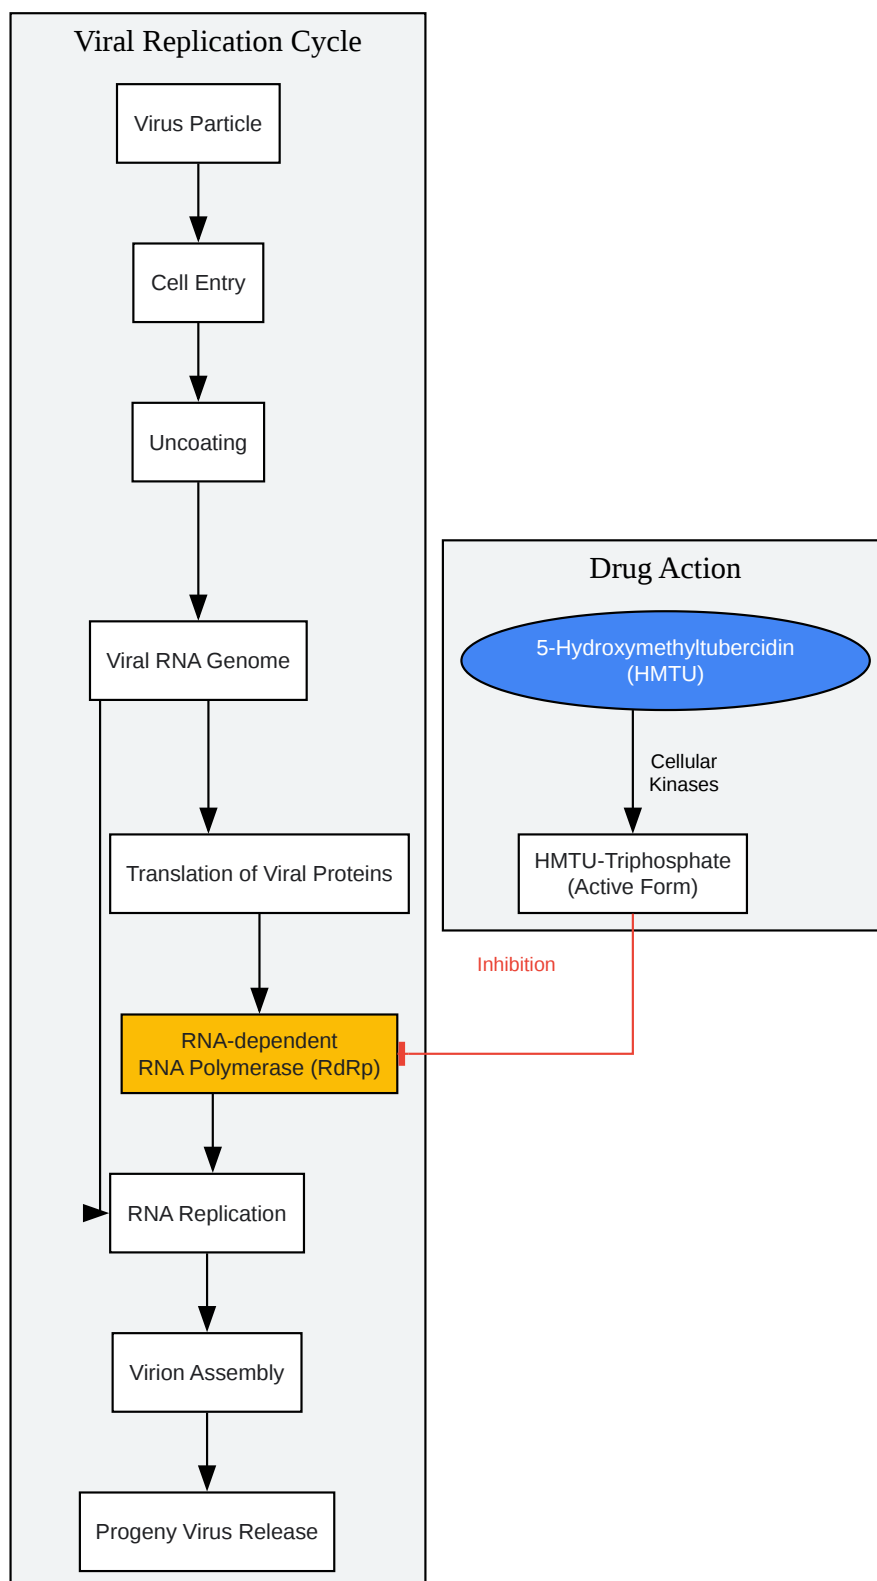 Viral Replication Cycle
Virus Particle
Cell Entry
Uncoating
Viral RNA Genome
Translation of Viral Proteins
RNA-dependent
RNA Polymerase (RdRp)
RNA Replication
Virion Assembly
Progeny Virus Release
Drug Action
5-Hydroxymethyltubercidin
(HMTU)
Cellular
Kinases
HMTU-Triphosphate
(Active Form)
Inhibition